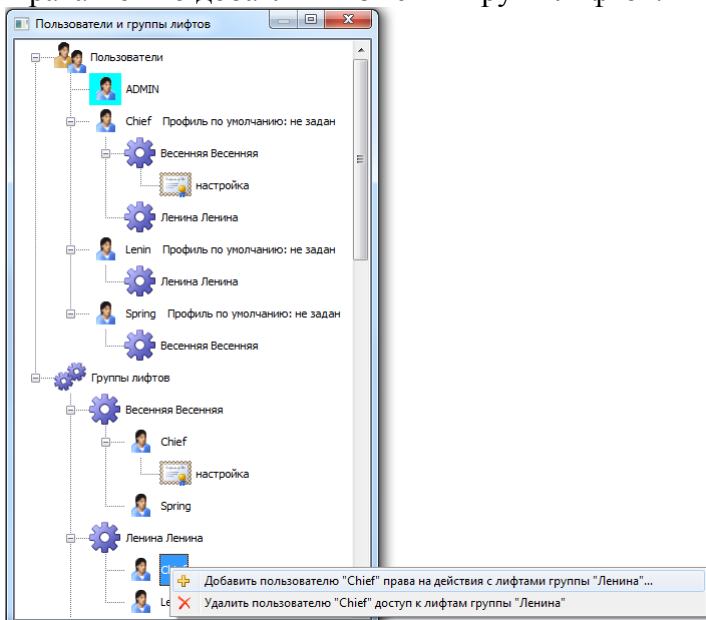 Пользователи и группы лифтов
Пользователи
ADMIN
Chief Профиль по умолчанию: не задан
Весенняя Весенняя
настройка
Ленина Ленина
Lenin Профиль по умолчанию: не задан
Ленина Ленина
Spring Профиль по умолчанию: не задан
Весенняя Весенняя
Группы лифтов
Весенняя Весенняя
Chief
настройка
Spring
Ленина Ленина
Добавить пользователю "Chief" права на действия с лифтами группы "Ленина"...
Удалить пользователю "Chief" доступ к лифтам группы "Ленина"